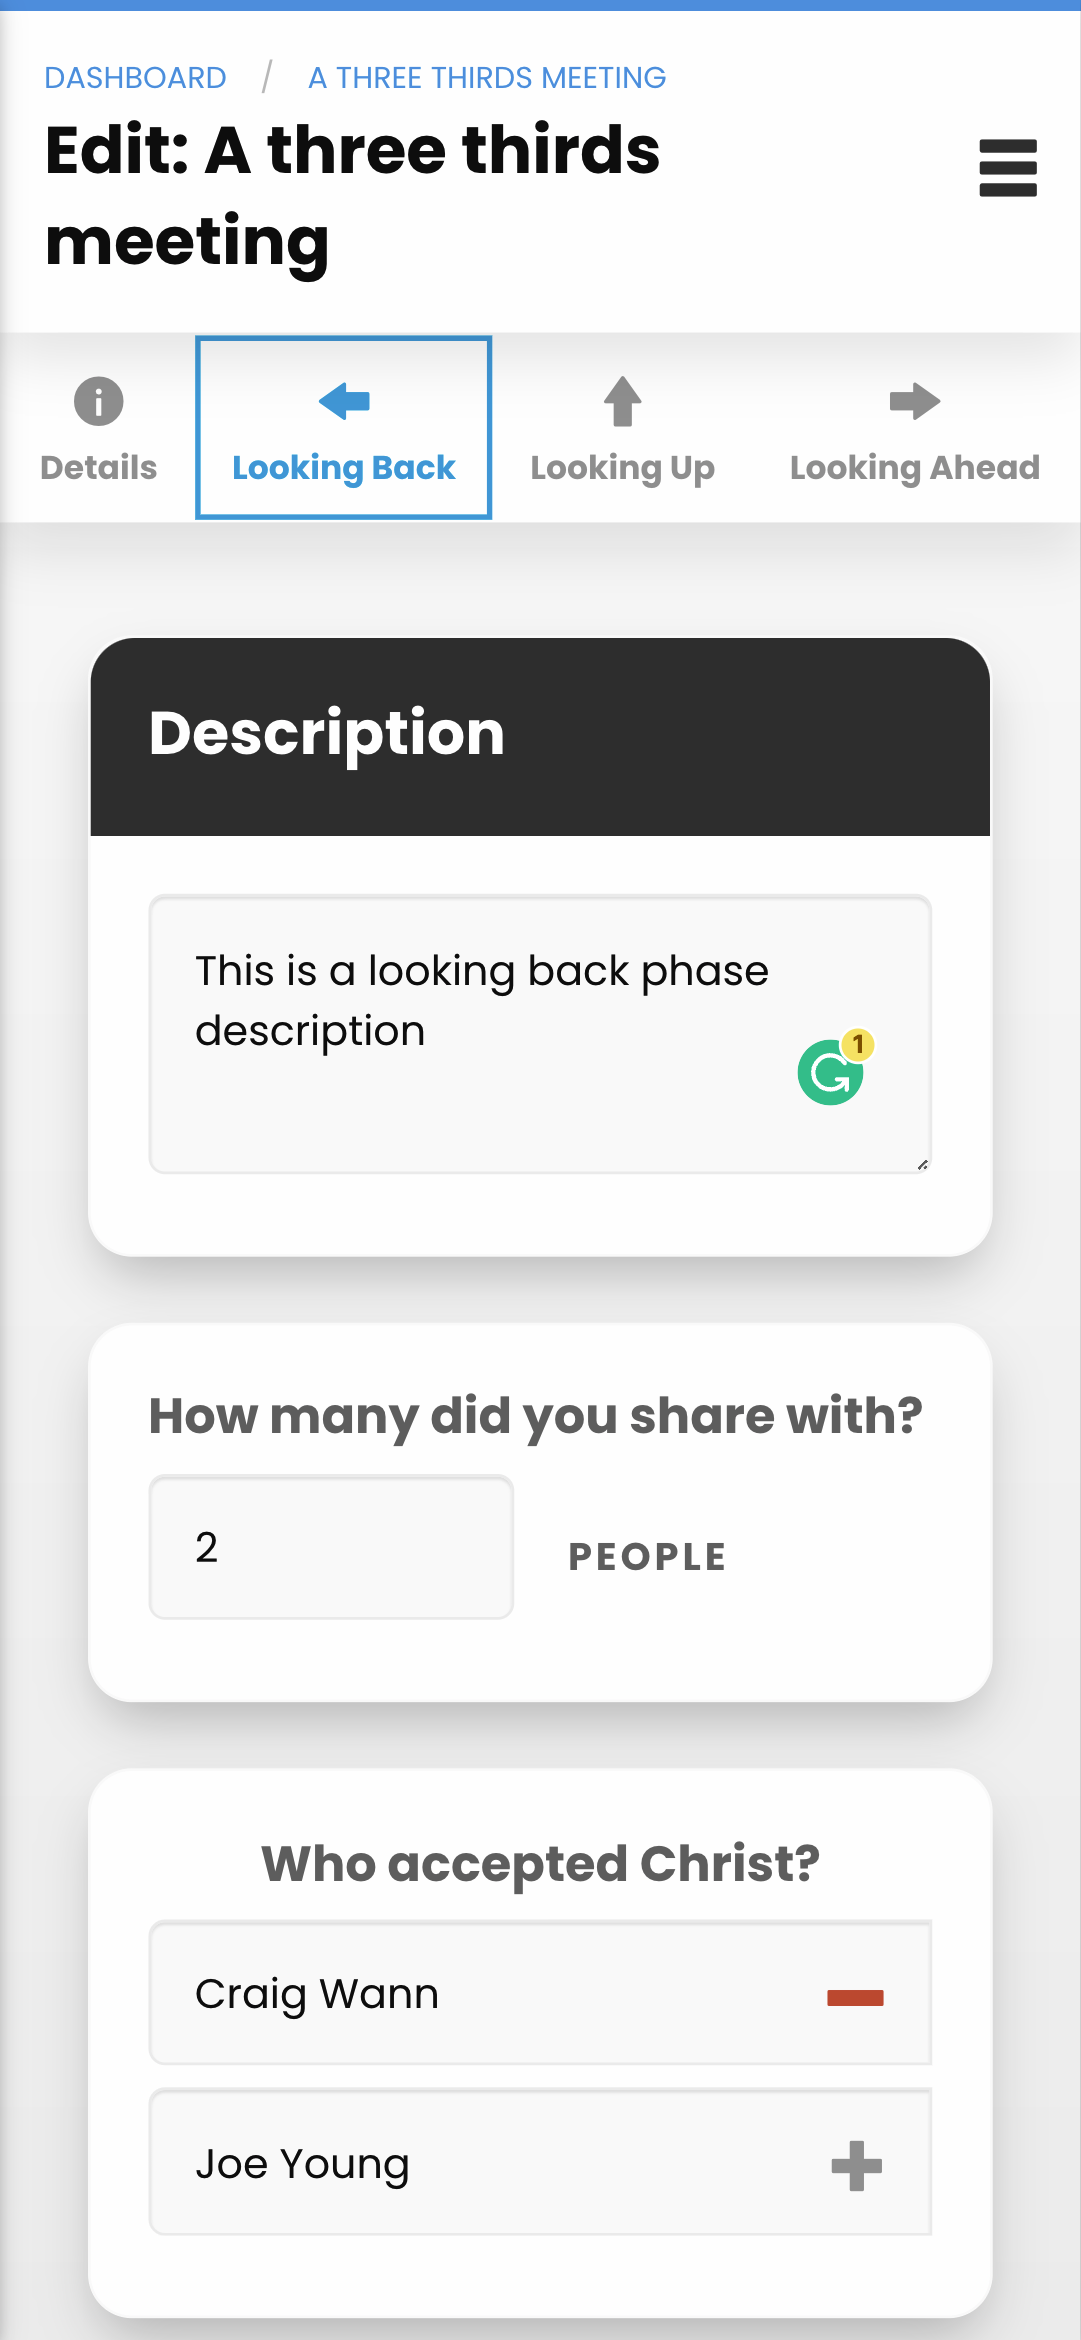 DASHBOARD / A THREE THIRDS MEETING
Edit: A three thirds
meeting
Details
Looking Back
Looking Up
Looking Ahead
Description
This is a looking back phase
description
1
How many did you share with?
2
PEOPLE
Who accepted Christ?
Craig Wann
Joe Young